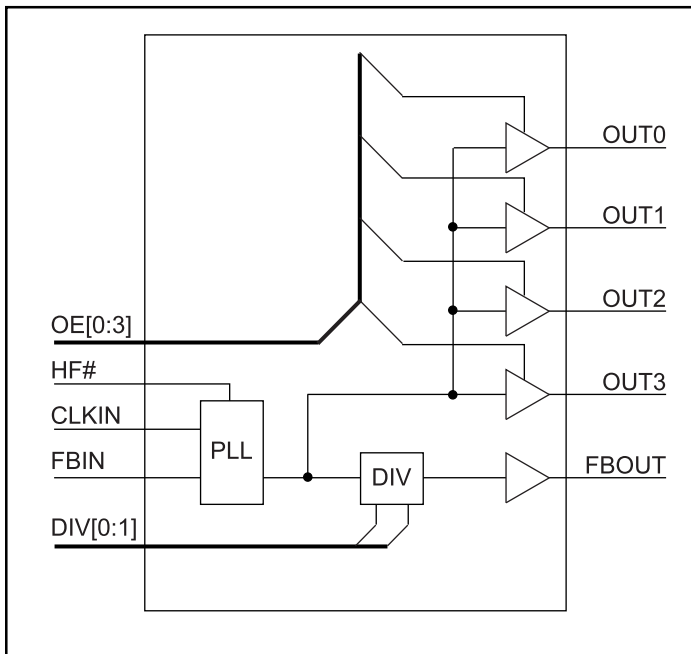 OUT0
OUT1
OUT2
OE[0:3]
HF#
OUT3
CLKIN
PLL
FBIN
DIV
FBOUT
DIV[0:1]